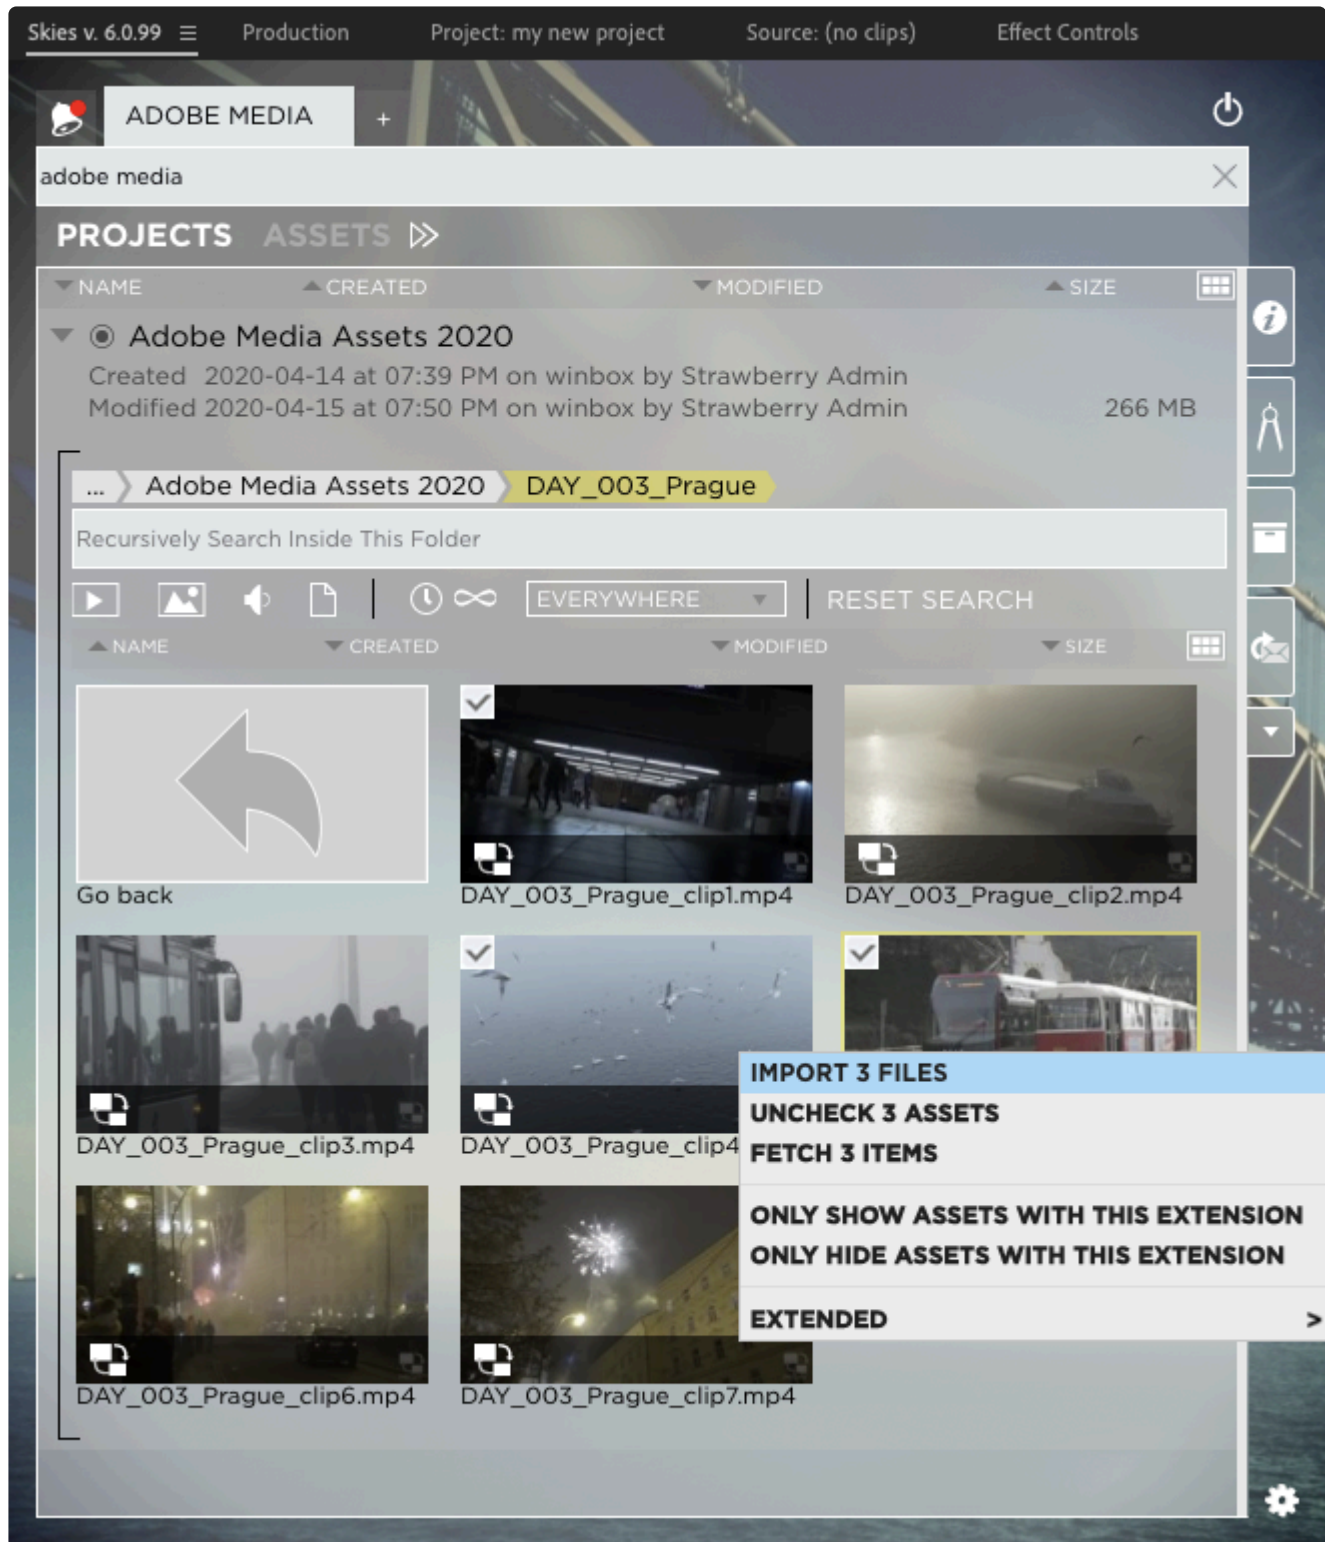 Skies v. 6.0.99 Production Project: my new project Source: (no clips) Effect Controls
ADOBE MEDIA +
adobe media
PROJECTS ASSETS
NAME CREATED MODIFIED SIZE
Adobe Media Assets 2020
Created 2020-04-14 at 07:39 PM on winbox by Strawberry Admin
Modified 2020-04-15 at 07:50 PM on winbox by Strawberry Admin 266 MB
... Adobe Media Assets 2020 DAY_003_Prague
Recursively Search Inside This Folder
EVERYWHERE RESET SEARCH
NAME CREATED MODIFIED SIZE
Go back DAY_003_Prague_clip1.mp4 DAY_003_Prague_clip2.mp4
DAY_003_Prague_clip3.mp4 DAY_003_Prague_clip4
IMPORT 3 FILES
UNCHECK 3 ASSETS
FETCH 3 ITEMS
ONLY SHOW ASSETS WITH THIS EXTENSION
ONLY HIDE ASSETS WITH THIS EXTENSION
EXTENDED >
DAY_003_Prague_clip6.mp4 DAY_003_Prague_clip7.mp4